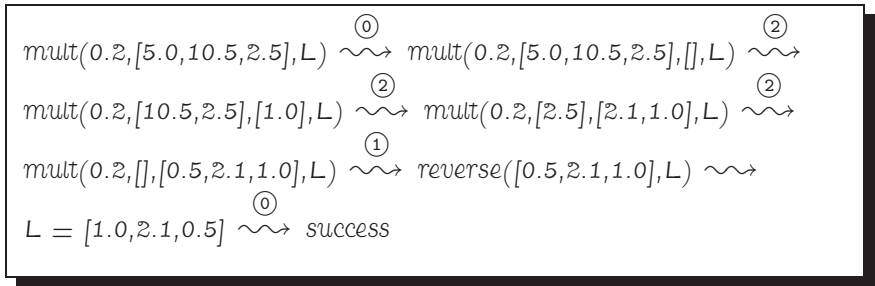 mult(0.2,[5.0,10.5,2.5],L) ⓪⇝ mult(0.2,[5.0,10.5,2.5],[],L) ②⇝
mult(0.2,[10.5,2.5],[1.0],L) ②⇝ mult(0.2,[2.5],[2.1,1.0],L) ②⇝
mult(0.2,[],[0.5,2.1,1.0],L) ①⇝ reverse([0.5,2.1,1.0],L) ⇝
L = [1.0,2.1,0.5] ⓪⇝ success